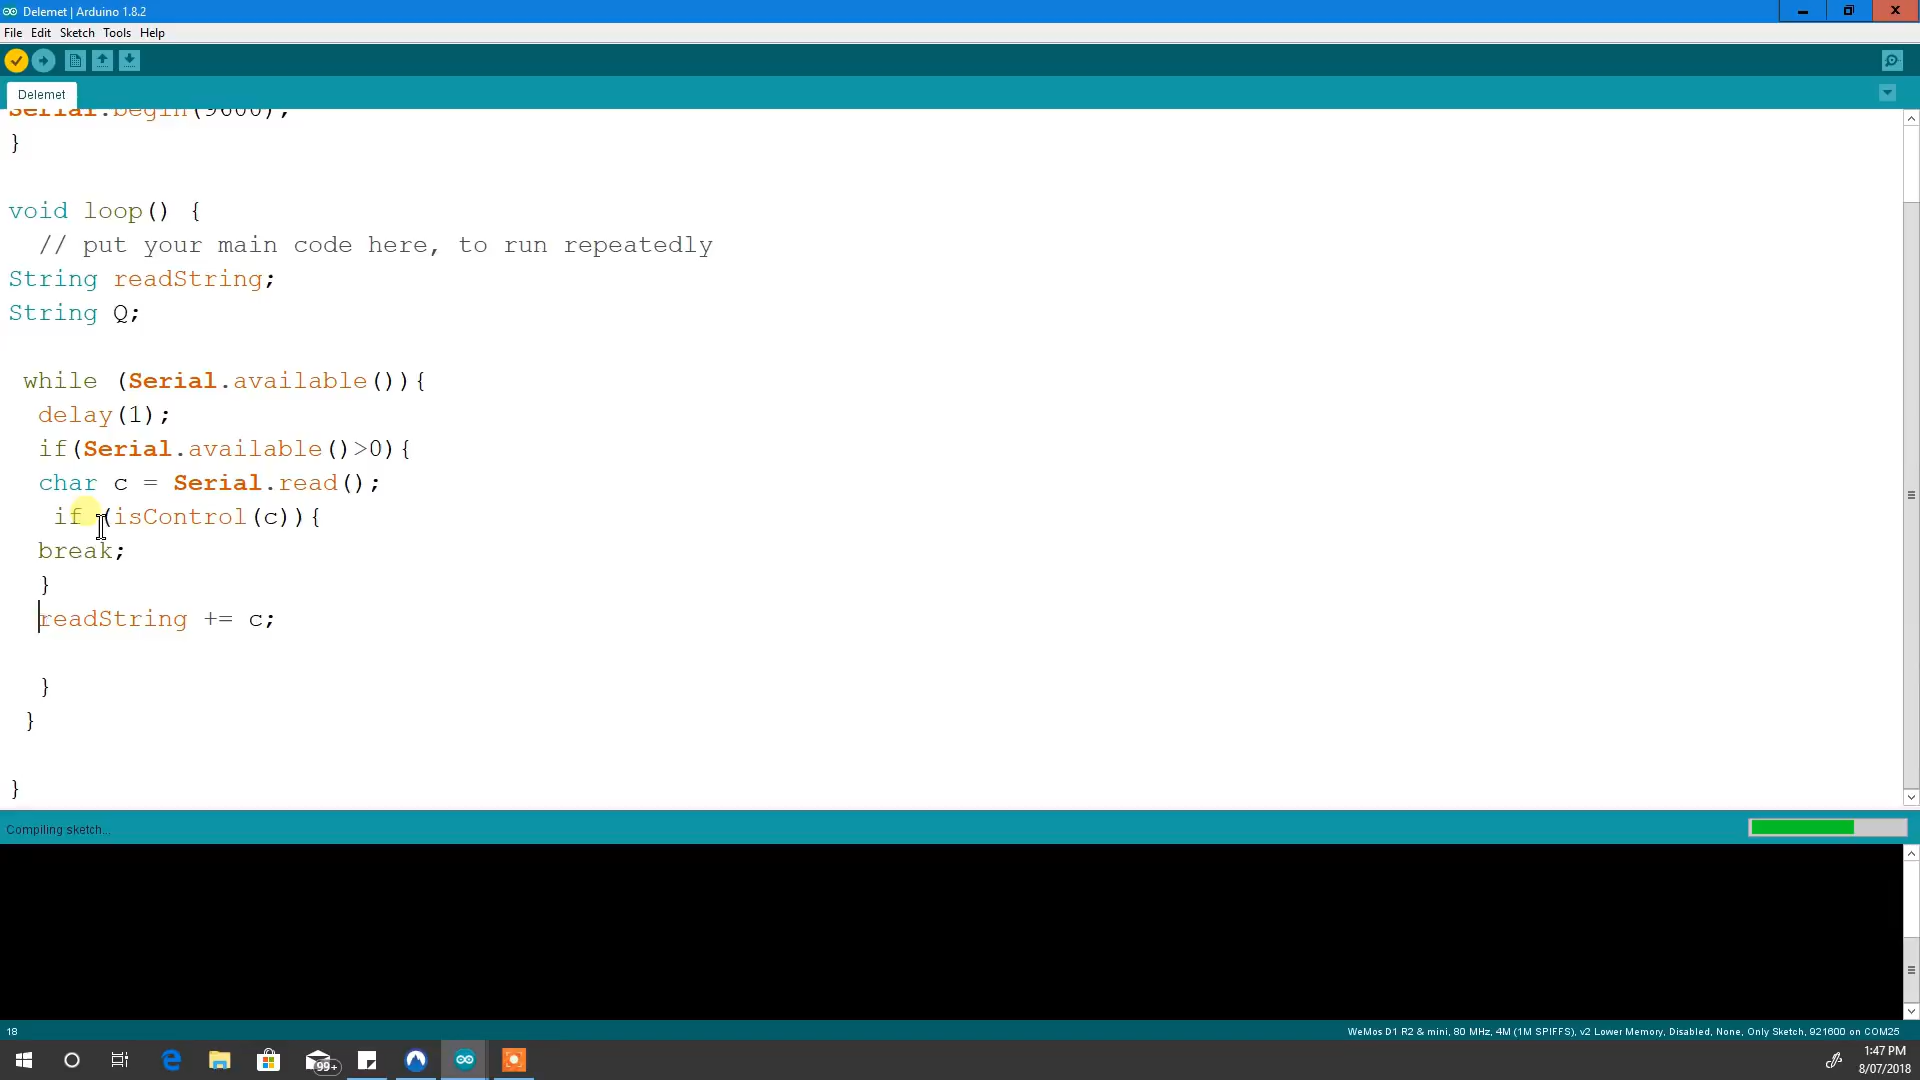 Delemet | Arduino 1.8.2
File Edit Sketch Tools Help
Delemet
Serial.begin(9600);
}
void loop() {
// put your main code here, to run repeatedly
String readString;
String Q;
while (Serial.available()){
delay(1);
if(Serial.available()>0){
char c = Serial.read();
if (isControl(c)){
break;
}
readString += c;
}
}
}
Compiling sketch...
18
WeMos D1 R2 & mini, 80 MHz, 4M (1M SPIFFS), v2 Lower Memory, Disabled, None, Only Sketch, 921600 on COM25
99+
1:47 PM
8/07/2018